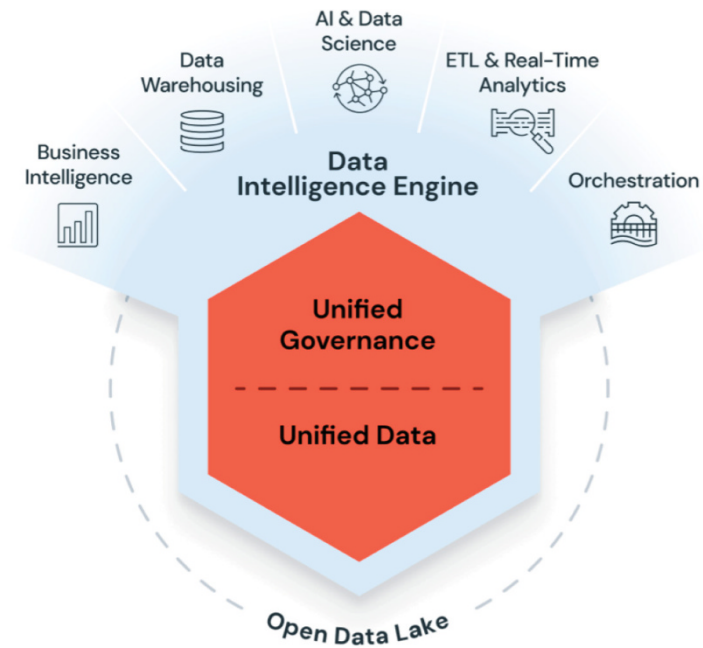 AI & Data
Science
Data
Warehousing
ETL & Real-Time
Analytics
Business
Intelligence
Orchestration
Data
Intelligence Engine
Unified
Governance
Unified Data
Open Data Lake